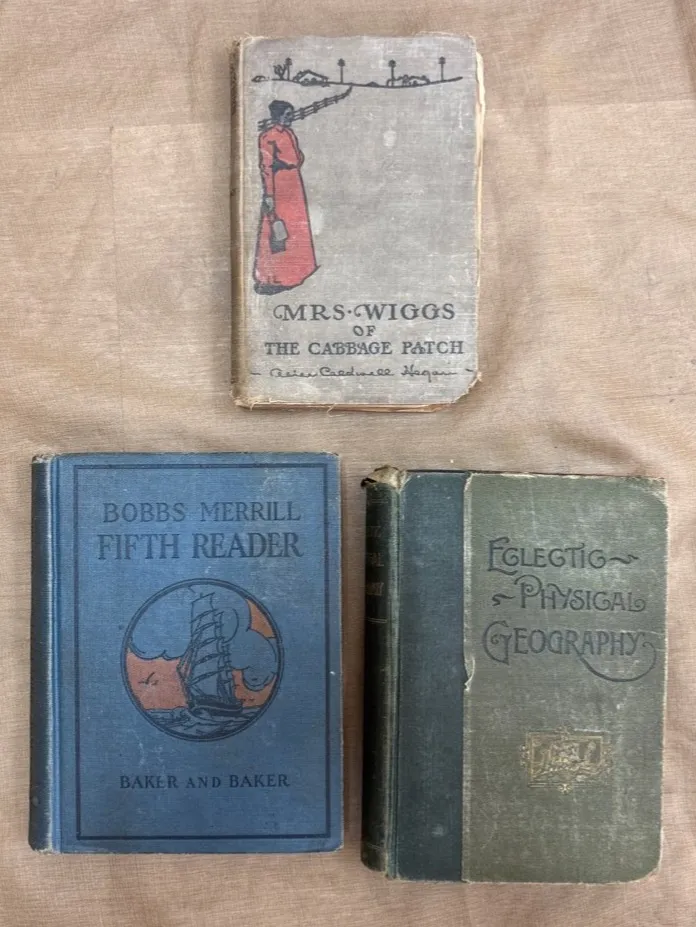 MRS·WIGGS
OF
THE CABBAGE PATCH
Alice Caldwell Hegan
BOBBS MERRILL
FIFTH READER
BAKER AND BAKER
ECLECTIC
PHYSICAL
GEOGRAPHY